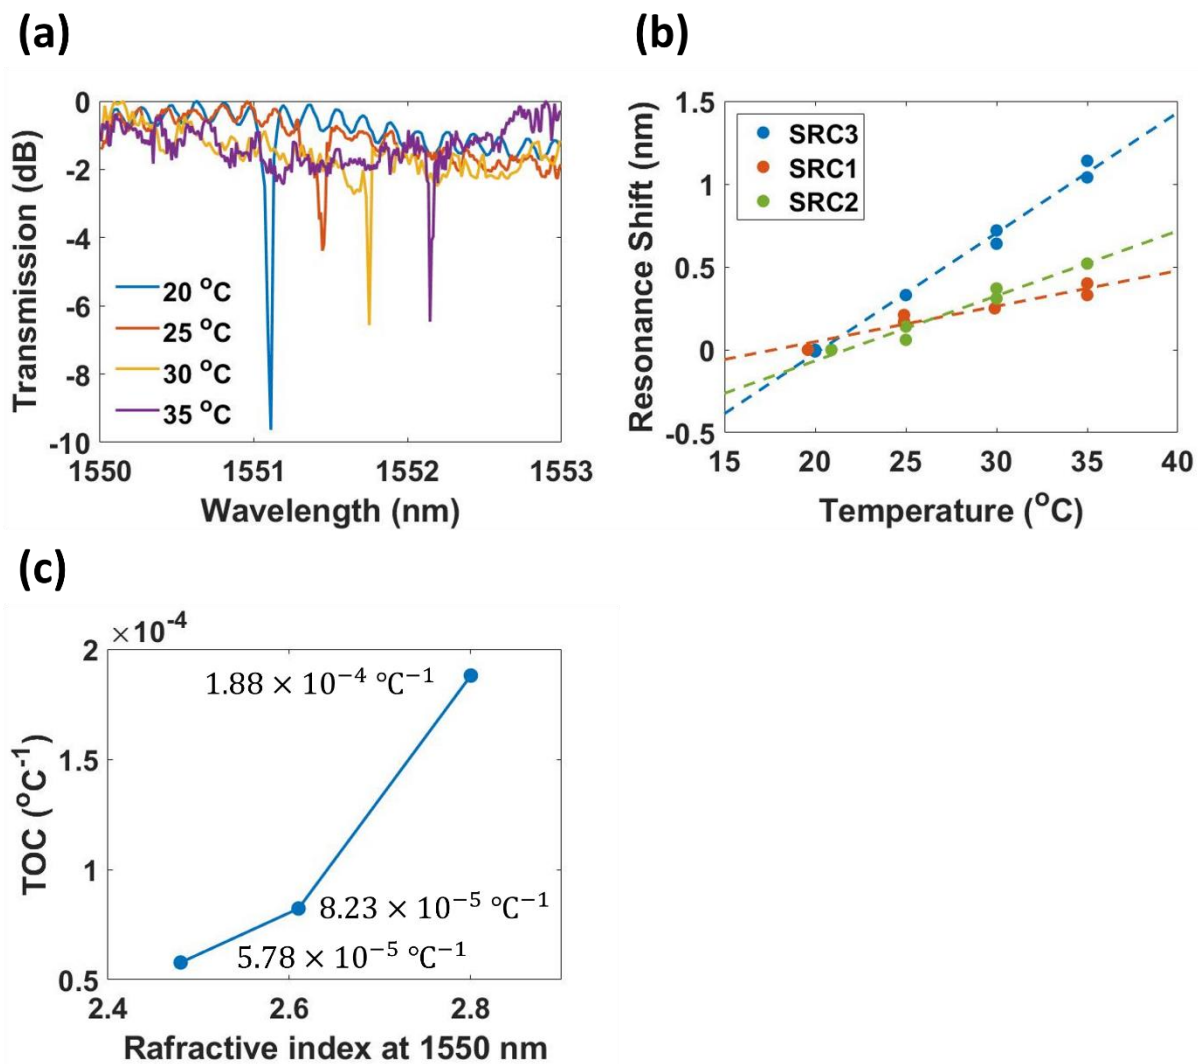 (a)
0
-2
-4
-6
-8
-10
Transmission (dB)
20 °C
25 °C
30 °C
35 °C
1550 1551 1552 1553
Wavelength (nm)
(b)
1.5
1
0.5
0
-0.5
Resonance Shift (nm)
SRC3
SRC1
SRC2
15 20 25 30 35 40
Temperature (°C)
(c)
×10⁻⁴
2
1.5
1
0.5
TOC (°C⁻¹)
1.88 × 10⁻⁴ °C⁻¹
8.23 × 10⁻⁵ °C⁻¹
5.78 × 10⁻⁵ °C⁻¹
2.4 2.6 2.8
Rafractive index at 1550 nm